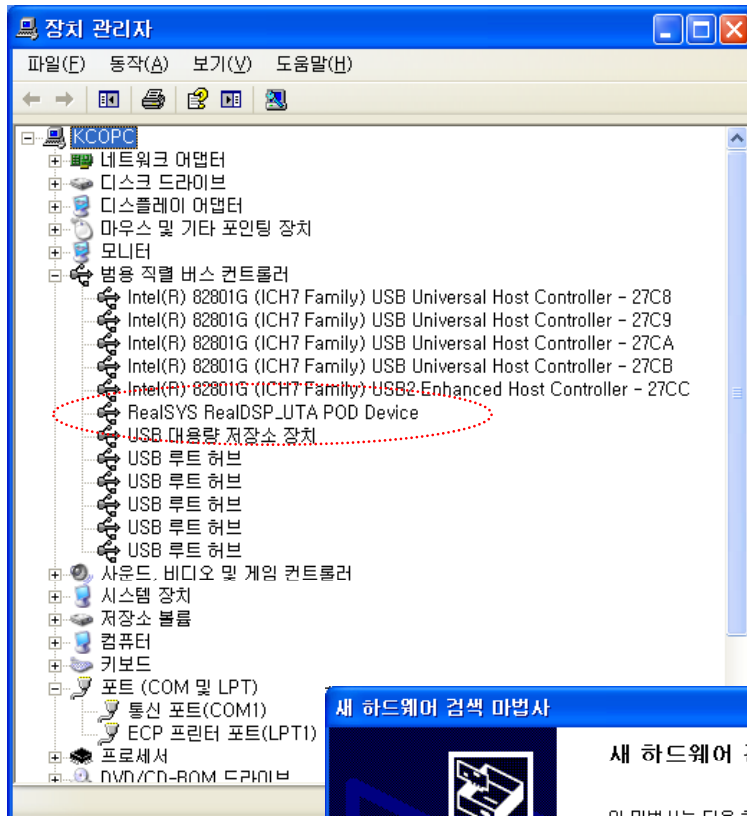 장치 관리자
파일(F) 동작(A) 보기(V) 도움말(H)
KCOPC
네트워크 어댑터
디스크 드라이브
디스플레이 어댑터
마우스 및 기타 포인팅 장치
모니터
범용 직렬 버스 컨트롤러
Intel(R) 82801G (ICH7 Family) USB Universal Host Controller - 27C8
Intel(R) 82801G (ICH7 Family) USB Universal Host Controller - 27C9
Intel(R) 82801G (ICH7 Family) USB Universal Host Controller - 27CA
Intel(R) 82801G (ICH7 Family) USB Universal Host Controller - 27CB
Intel(R) 82801G (ICH7 Family) USB2 Enhanced Host Controller - 27CC
RealSYS RealDSP_UTA POD Device
USB 대용량 저장소 장치
USB 루트 허브
USB 루트 허브
USB 루트 허브
USB 루트 허브
USB 루트 허브
사운드, 비디오 및 게임 컨트롤러
시스템 장치
저장소 볼륨
컴퓨터
키보드
포트 (COM 및 LPT)
통신 포트(COM1)
ECP 프린터 포트(LPT1)
프로세서
DVD/CD-ROM 드라이브
새 하드웨어 검색 마법사
새 하드웨어